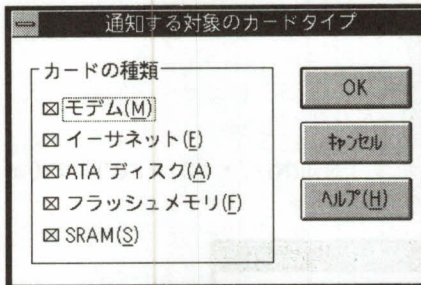 通知する対象のカードタイプ
カードの種類
モデム(M)
イーサネット(E)
ATA ディスク(A)
フラッシュメモリ(F)
SRAM(S)
OK
ｷｬﾝｾﾙ
ﾍﾙﾌﾟ(H)